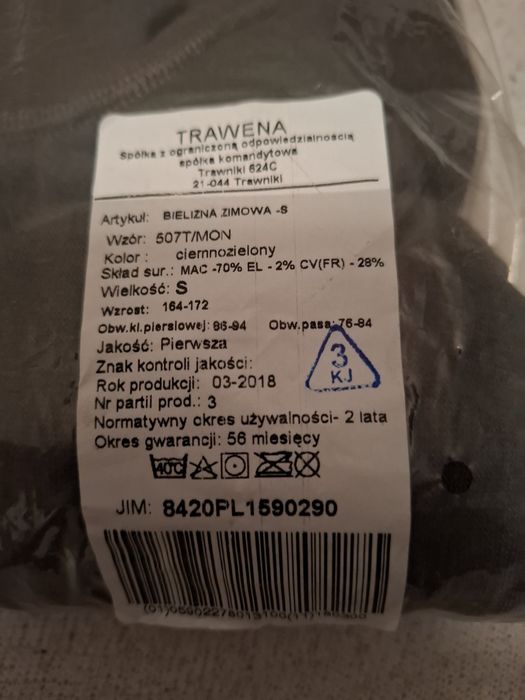 TRAWENA
Spółka z ograniczoną odpowiedzialnością
spółka komandytowa
Trawniki 624C
21-044 Trawniki
Artykuł: BIELIZNA ZIMOWA -S
Wzór: 507T/MON
Kolor : ciemnozielony
Skład sur.: MAC -70% EL - 2% CV(FR) - 28%
Wielkość: S
Wzrost: 164-172
Obw.kl.piersiowej: 86-94 Obw.pasa: 76-84
Jakość: Pierwsza
Znak kontroli jakości:
3
KJ
Rok produkcji: 03-2018
Nr partii prod.: 3
Normatywny okres używalności- 2 lata
Okres gwarancji: 56 miesięcy
40°C
JIM: 8420PL1590290